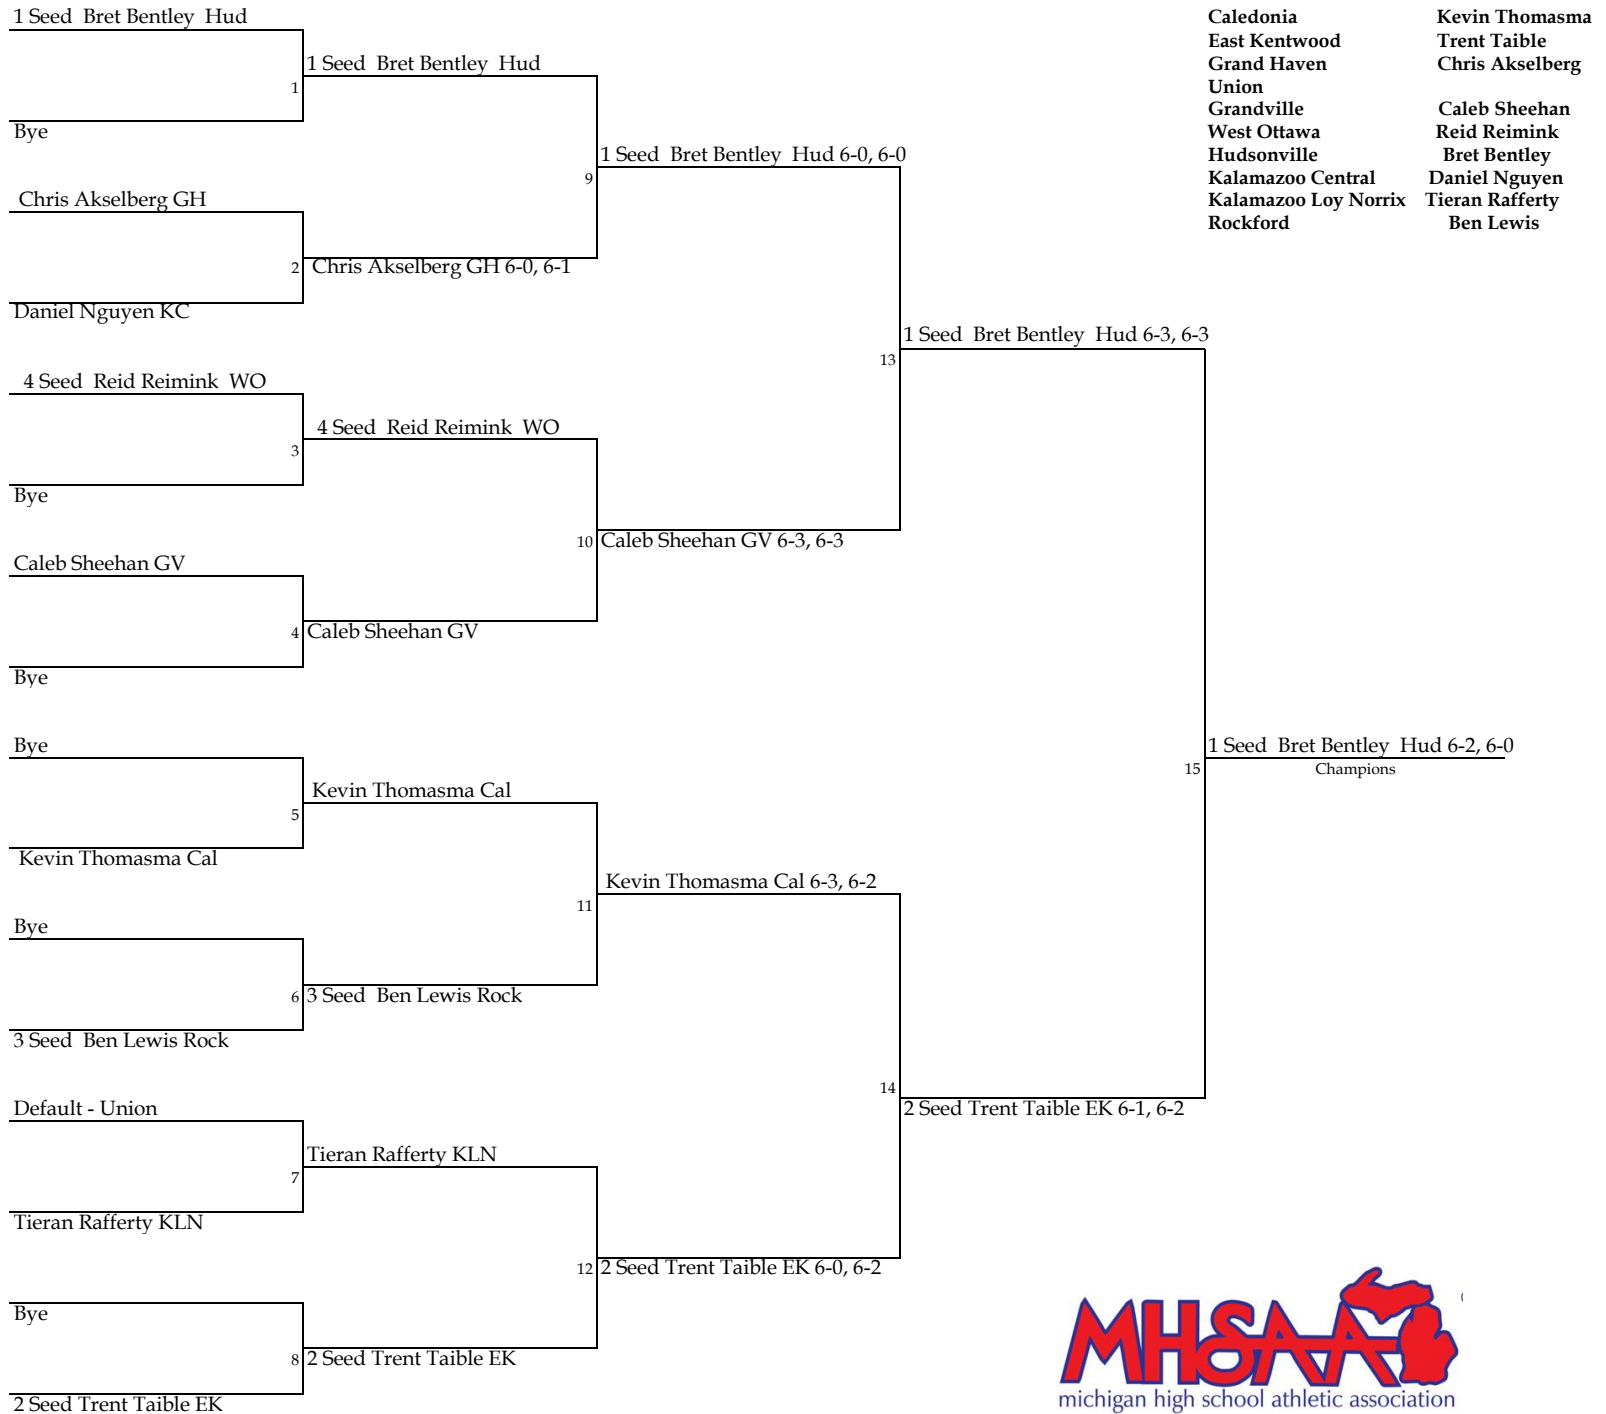 1 Seed Bret Bentley Hud
1
Bye
1 Seed Bret Bentley Hud
Chris Akselberg GH
2
Daniel Nguyen KC
Chris Akselberg GH 6-0, 6-1
9
1 Seed Bret Bentley Hud 6-0, 6-0
4 Seed Reid Reimink WO
3
Bye
4 Seed Reid Reimink WO
Caleb Sheehan GV
4
Bye
Caleb Sheehan GV
10
Caleb Sheehan GV 6-3, 6-3
13
1 Seed Bret Bentley Hud 6-3, 6-3
Bye
5
Kevin Thomasma Cal
Kevin Thomasma Cal
Bye
6
3 Seed Ben Lewis Rock
3 Seed Ben Lewis Rock
11
Kevin Thomasma Cal 6-3, 6-2
Default - Union
7
Tieran Rafferty KLN
Tieran Rafferty KLN
Bye
8
2 Seed Trent Taible EK
2 Seed Trent Taible EK
12
2 Seed Trent Taible EK 6-0, 6-2
14
2 Seed Trent Taible EK 6-1, 6-2
15
1 Seed Bret Bentley Hud 6-2, 6-0
Champions
Caledonia Kevin Thomasma
East Kentwood Trent Taible
Grand Haven Chris Akselberg
Union
Grandville Caleb Sheehan
West Ottawa Reid Reimink
Hudsonville Bret Bentley
Kalamazoo Central Daniel Nguyen
Kalamazoo Loy Norrix Tieran Rafferty
Rockford Ben Lewis
MHSAA
michigan high school athletic association